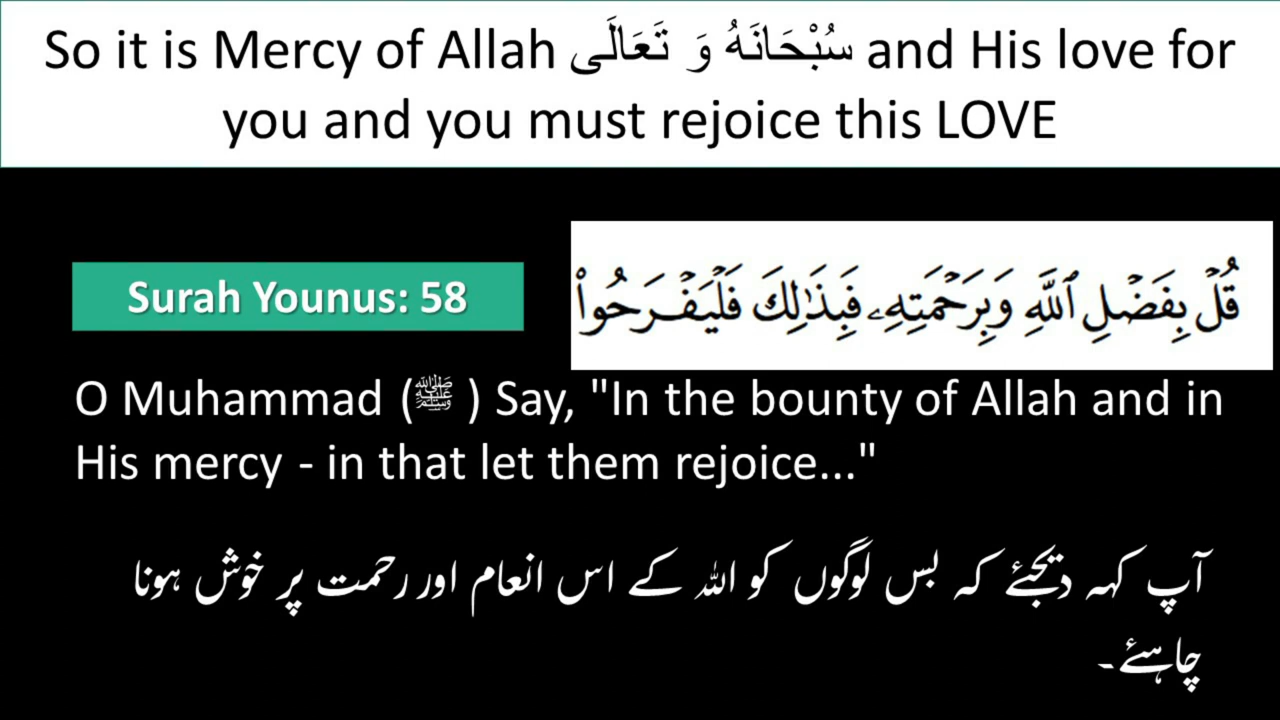 So it is Mercy of Allah سُبْحَانَهُ وَ تَعَالَى and His love for
you and you must rejoice this LOVE
Surah Younus: 58
قُلْ بِفَضْلِ ٱللَّهِ وَبِرَحْمَتِهِۦ فَبِذَٰلِكَ فَلْيَفْرَحُوا۟
O Muhammad (ﷺ ) Say, "In the bounty of Allah and in
His mercy - in that let them rejoice..."
آپ کہہ دیجئے کہ بس لوگوں کو اللہ کے اس انعام اور رحمت پر خوش ہونا
چاہئے۔